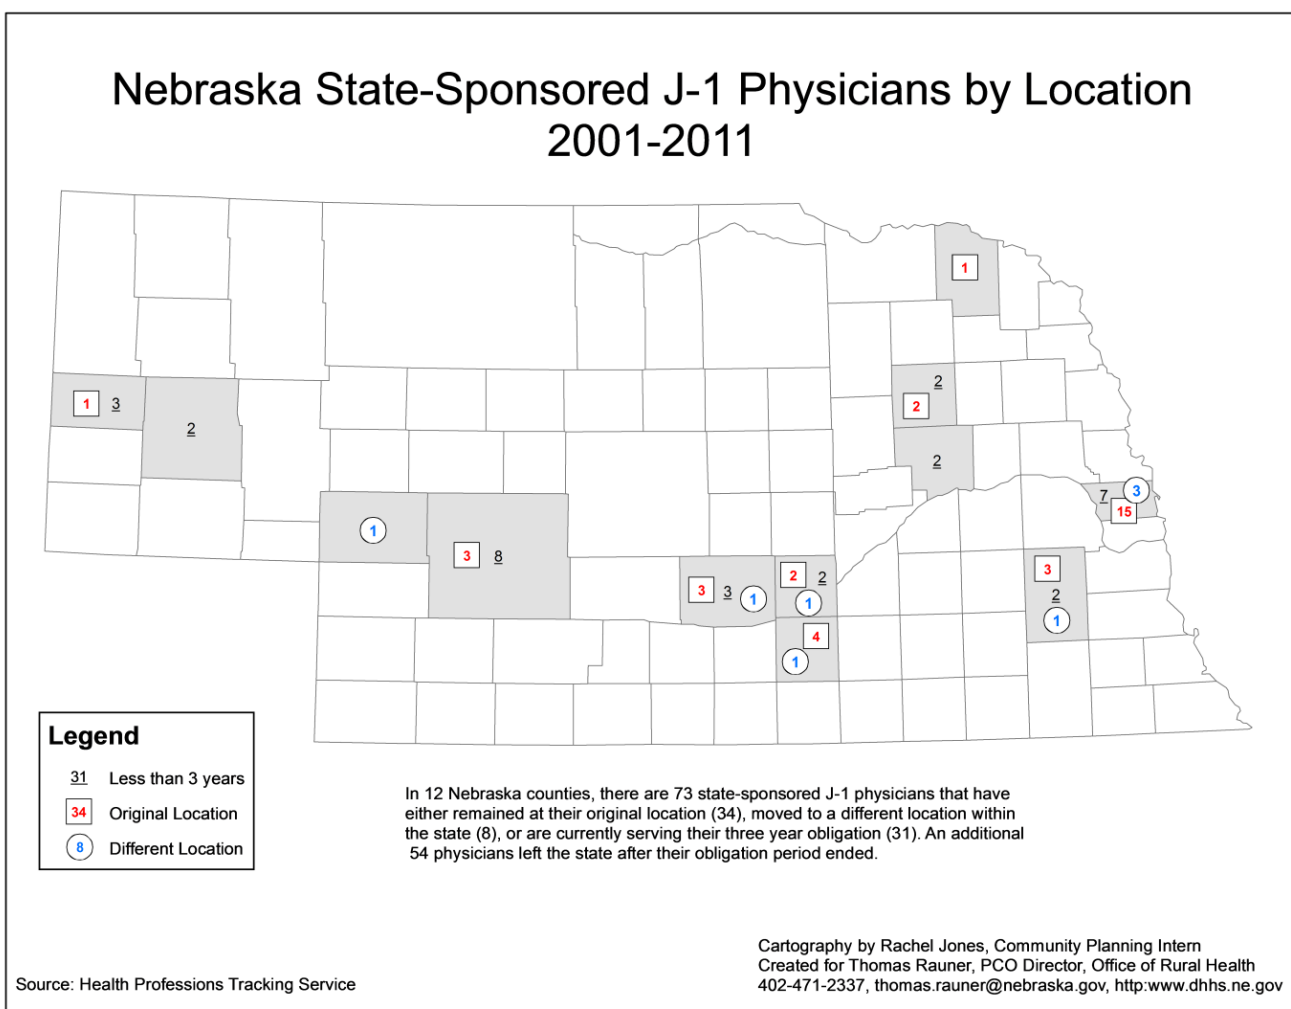 Nebraska State-Sponsored J-1 Physicians by Location
2001-2011
1
1 3
2
2
2
2
7 3
15
1
3 8
3 3 1
2 2
1
4
1
3
2
1
Legend
31 Less than 3 years
34 Original Location
8 Different Location
In 12 Nebraska counties, there are 73 state-sponsored J-1 physicians that have
either remained at their original location (34), moved to a different location within
the state (8), or are currently serving their three year obligation (31). An additional
54 physicians left the state after their obligation period ended.
Source: Health Professions Tracking Service
Cartography by Rachel Jones, Community Planning Intern
Created for Thomas Rauner, PCO Director, Office of Rural Health
402-471-2337, thomas.rauner@nebraska.gov, http:www.dhhs.ne.gov